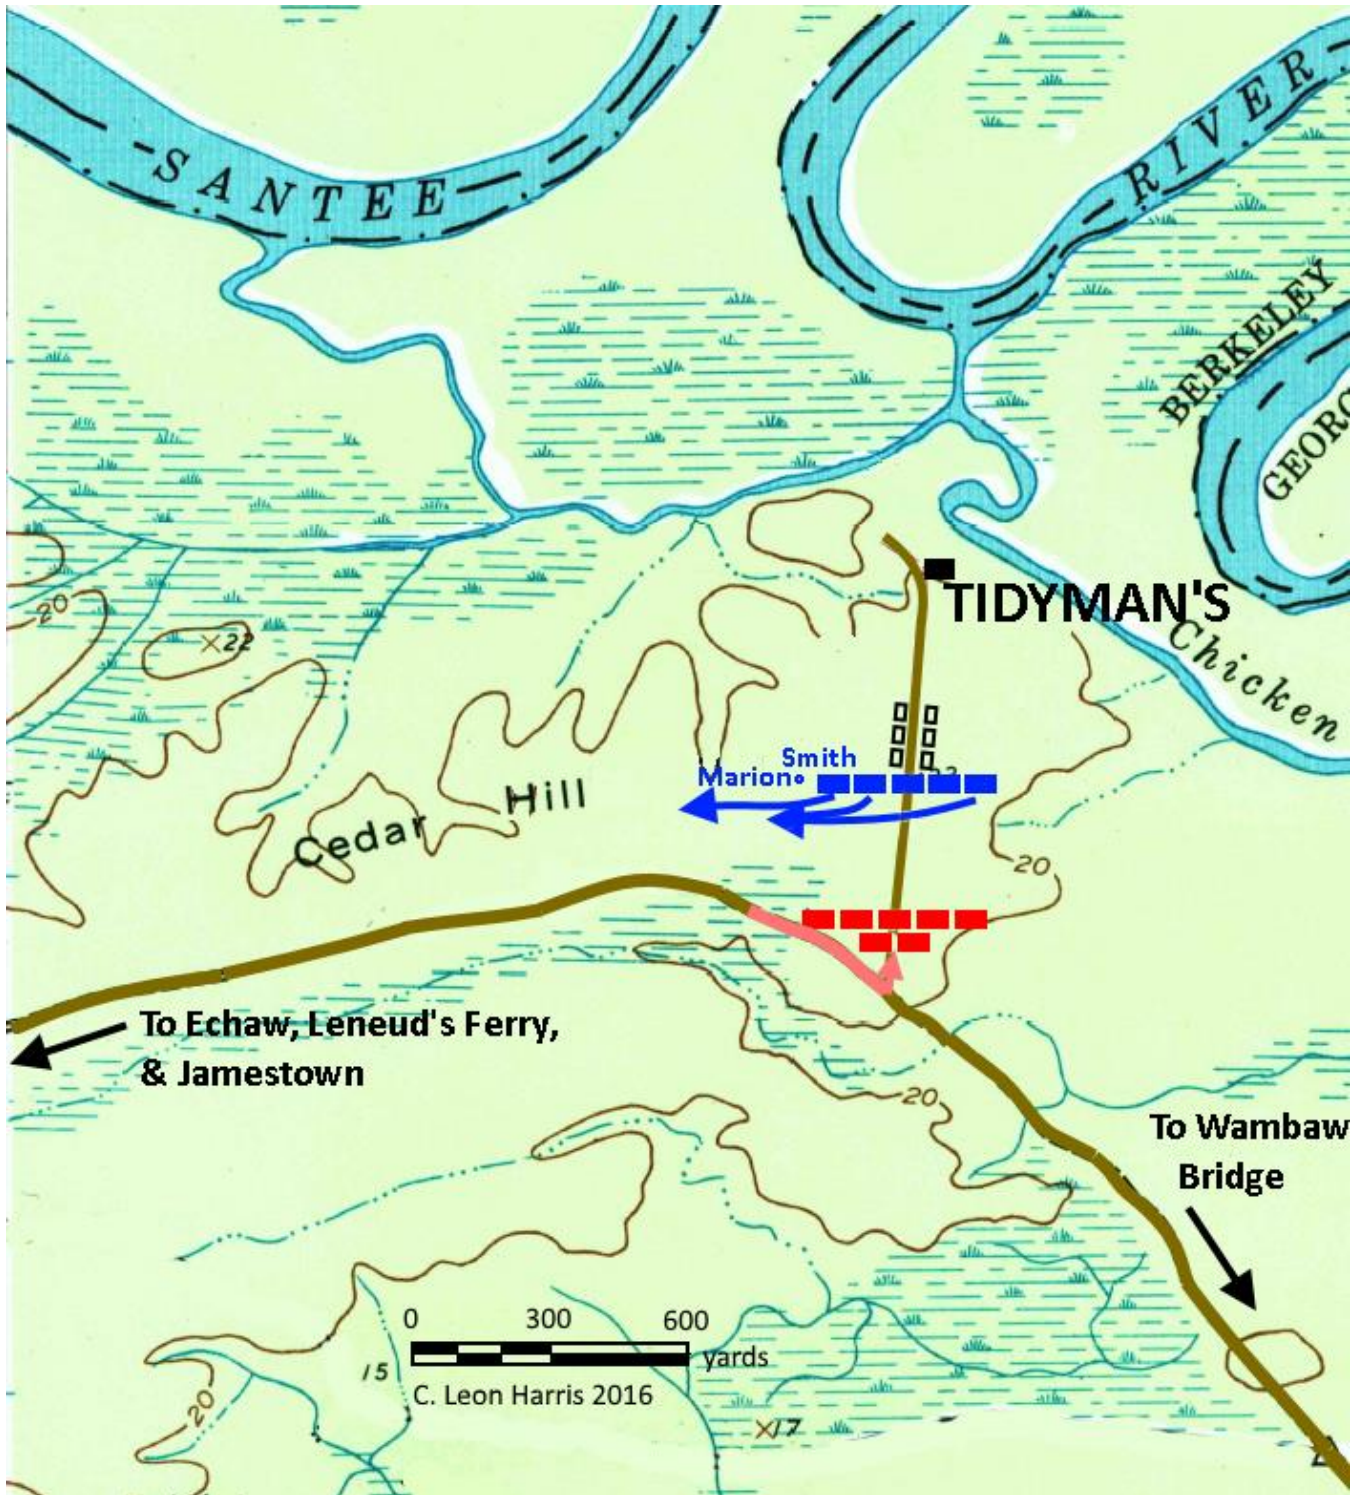 SANTEE
RIVER
BERKELEY
GEORG
20
22
TIDYMAN'S
Chicken
Smith
Marion
Cedar Hill
20
To Echaw, Leneud's Ferry,
& Jamestown
20
To Wambaw
Bridge
0 300 600
yards
15
C. Leon Harris 2016
20
17